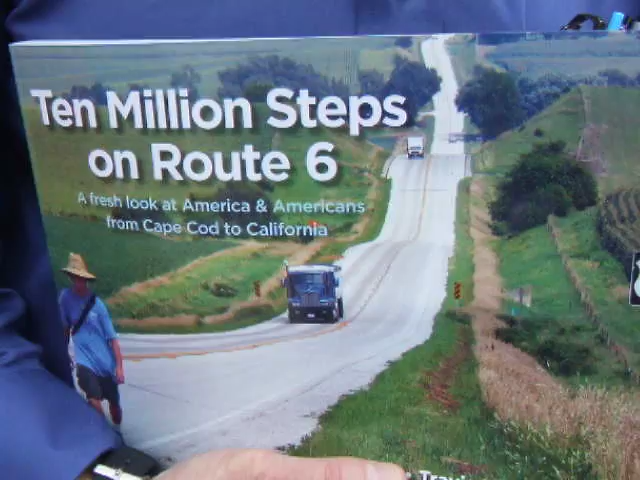 Ten Million Steps
on Route 6
A fresh look at America & Americans
from Cape Cod to California